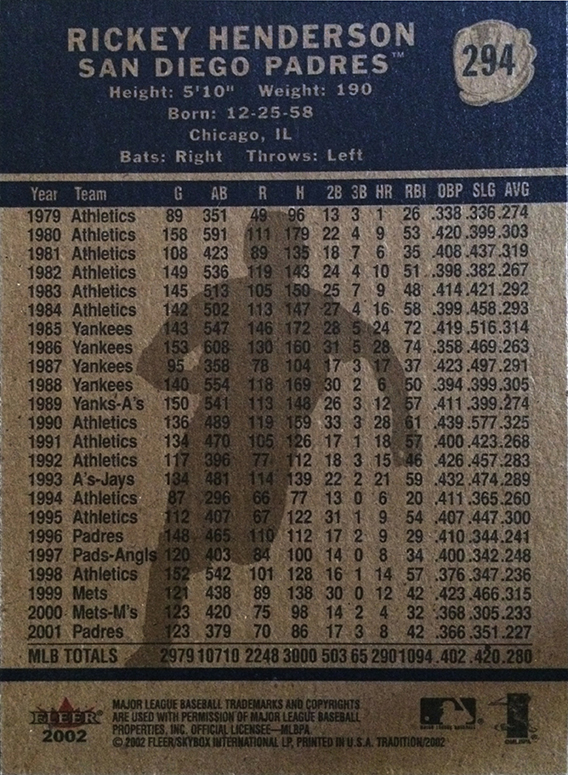 RICKEY HENDERSON
SAN DIEGO PADRES™
294
Height: 5'10" Weight: 190
Born: 12-25-58
Chicago, IL
Bats: Right Throws: Left
Year Team G AB R H 2B 3B HR RBI OBP SLG AVG
1979 Athletics 89 351 49 96 13 3 1 26 .338 .336 .274
1980 Athletics 158 591 111 179 22 4 9 53 .420 .399 .303
1981 Athletics 108 423 89 135 18 7 6 35 .408 .437 .319
1982 Athletics 149 536 119 143 24 4 10 51 .398 .382 .267
1983 Athletics 145 513 105 150 25 7 9 48 .414 .421 .292
1984 Athletics 142 502 113 147 27 4 16 58 .399 .458 .293
1985 Yankees 143 547 146 172 28 5 24 72 .419 .516 .314
1986 Yankees 153 608 130 160 31 5 28 74 .358 .469 .263
1987 Yankees 95 358 78 104 17 3 17 37 .423 .497 .291
1988 Yankees 140 554 118 169 30 2 6 50 .394 .399 .305
1989 Yanks-A's 150 541 113 148 26 3 12 57 .411 .399 .274
1990 Athletics 136 489 119 159 33 3 28 61 .439 .577 .325
1991 Athletics 134 470 105 126 17 1 18 57 .400 .423 .268
1992 Athletics 117 396 77 112 18 3 15 46 .426 .457 .283
1993 A's-Jays 134 481 114 139 22 2 21 59 .432 .474 .289
1994 Athletics 87 296 66 77 13 0 6 20 .411 .365 .260
1995 Athletics 112 407 67 122 31 1 9 54 .407 .447 .300
1996 Padres 148 465 110 112 17 2 9 29 .410 .344 .241
1997 Pads-Angls 120 403 84 100 14 0 8 34 .400 .342 .248
1998 Athletics 152 542 101 128 16 1 14 57 .376 .347 .236
1999 Mets 121 438 89 138 30 0 12 42 .423 .466 .315
2000 Mets-M's 123 420 75 98 14 2 4 32 .368 .305 .233
2001 Padres 123 379 70 86 17 3 8 42 .366 .351 .227
MLB TOTALS 2979 10710 2248 3000 503 65 290 1094 .402 .420 .280
FLEER
2002
MAJOR LEAGUE BASEBALL TRADEMARKS AND COPYRIGHTS
ARE USED WITH PERMISSION OF MAJOR LEAGUE BASEBALL
PROPERTIES, INC. OFFICIAL LICENSEE—MLBPA
© 2002 FLEER/SKYBOX INTERNATIONAL LP, PRINTED IN U.S.A. TRADITION/2002